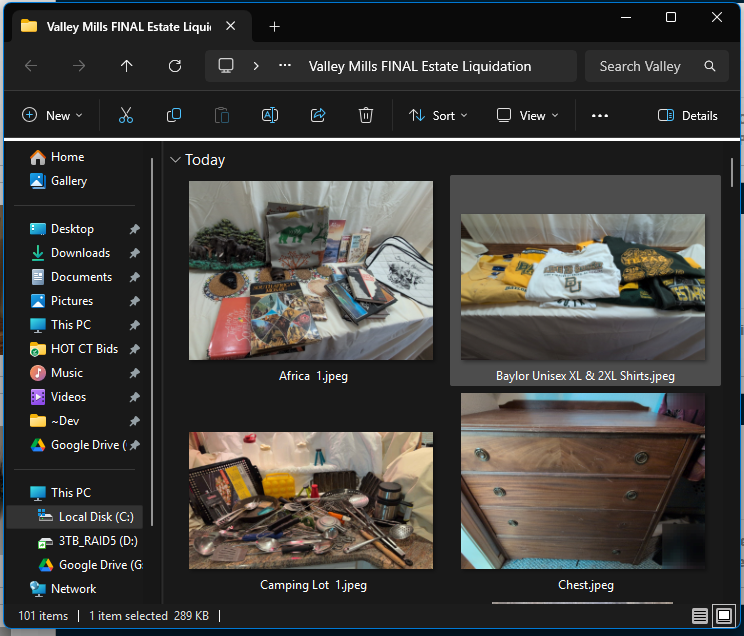 Valley Mills FINAL Estate Liquid
Valley Mills FINAL Estate Liquidation
Search Valley
New
Sort
View
Details
Home
Gallery
Desktop
Downloads
Documents
Pictures
This PC
HOT CT Bids
Music
Videos
~Dev
Google Drive (
This PC
Local Disk (C:)
3TB_RAID5 (D:)
Google Drive (G:
Network
Today
Africa 1.jpeg
Baylor Unisex XL & 2XL Shirts.jpeg
Camping Lot 1.jpeg
Chest.jpeg
101 items
1 item selected 289 KB